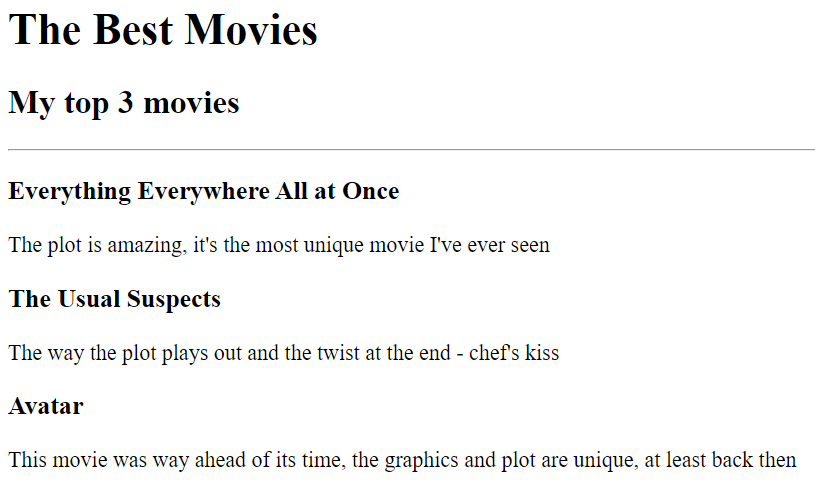 The Best Movies
My top 3 movies
Everything Everywhere All at Once
The plot is amazing, it's the most unique movie I've ever seen
The Usual Suspects
The way the plot plays out and the twist at the end - chef's kiss
Avatar
This movie was way ahead of its time, the graphics and plot are unique, at least back then